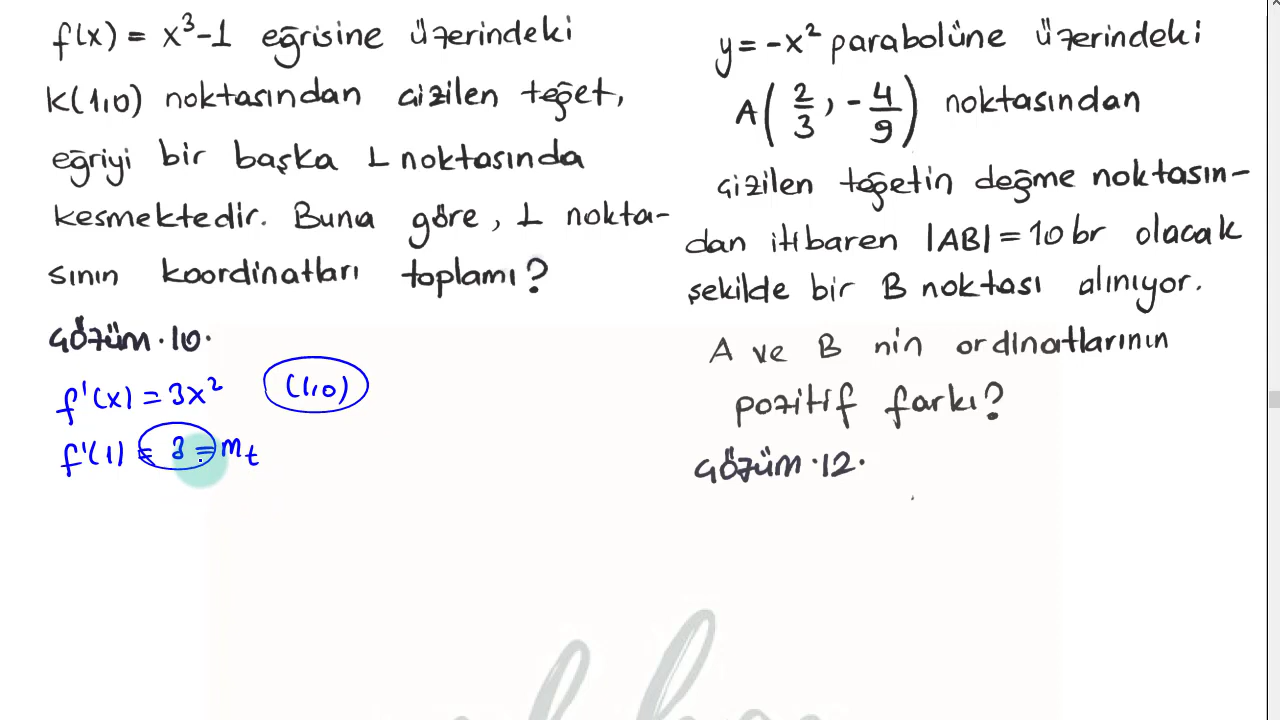 f(x) = x³-1 eğrisine üzerindeki
K(1,0) noktasından çizilen teğet,
eğriyi bir başka L noktasında
kesmektedir. Buna göre, L nokta-
sının koordinatları toplamı?
Çözüm.10.
f'(x) = 3x² (1,0)
f'(1) = 3 = mt
y = -x² parabolüne üzerindeki
A(2/3, -4/9) noktasından
çizilen teğetin değme noktasın-
dan itibaren |AB| = 10 br olacak
şekilde bir B noktası alınıyor.
A ve B nin ordinatlarının
pozitif farkı?
Çözüm.12.